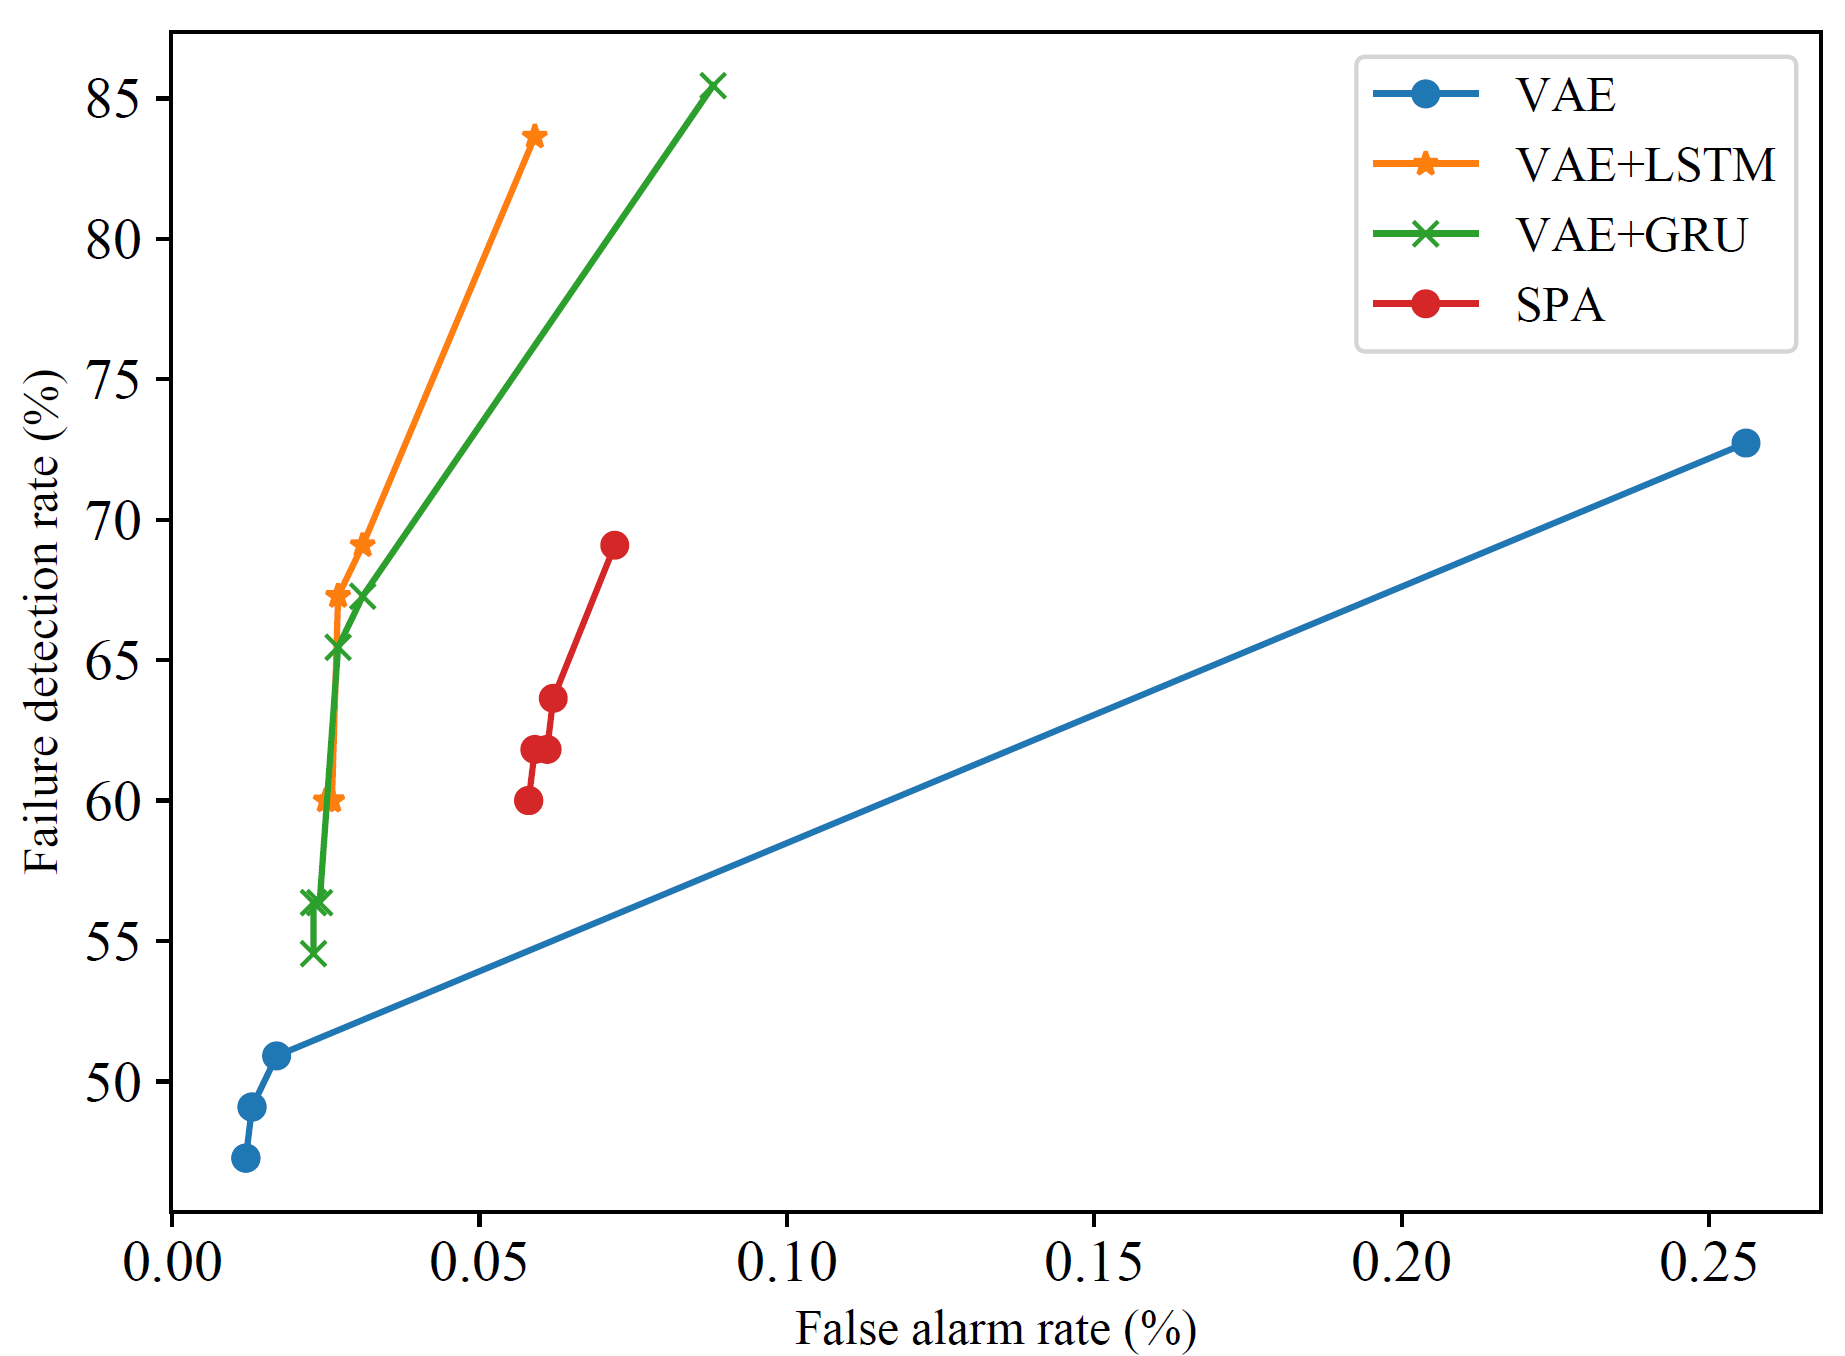 85
80
75
70
65
60
55
50
Failure detection rate (%)
VAE
VAE+LSTM
VAE+GRU
SPA
0.00 0.05 0.10 0.15 0.20 0.25
False alarm rate (%)